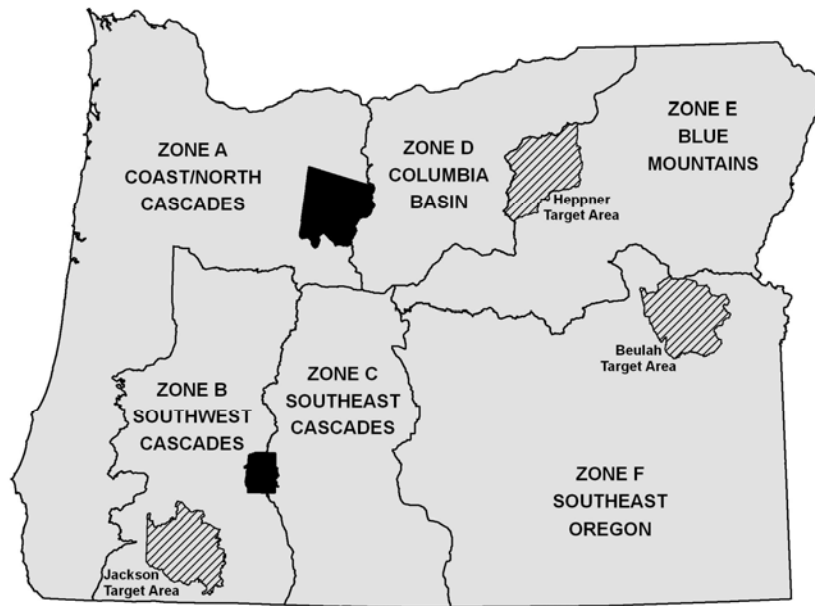 ZONE A
COAST/NORTH
CASCADES
ZONE D
COLUMBIA
BASIN
ZONE E
BLUE
MOUNTAINS
Heppner
Target Area
Beulah
Target Area
ZONE B
SOUTHWEST
CASCADES
ZONE C
SOUTHEAST
CASCADES
ZONE F
SOUTHEAST
OREGON
Jackson
Target Area